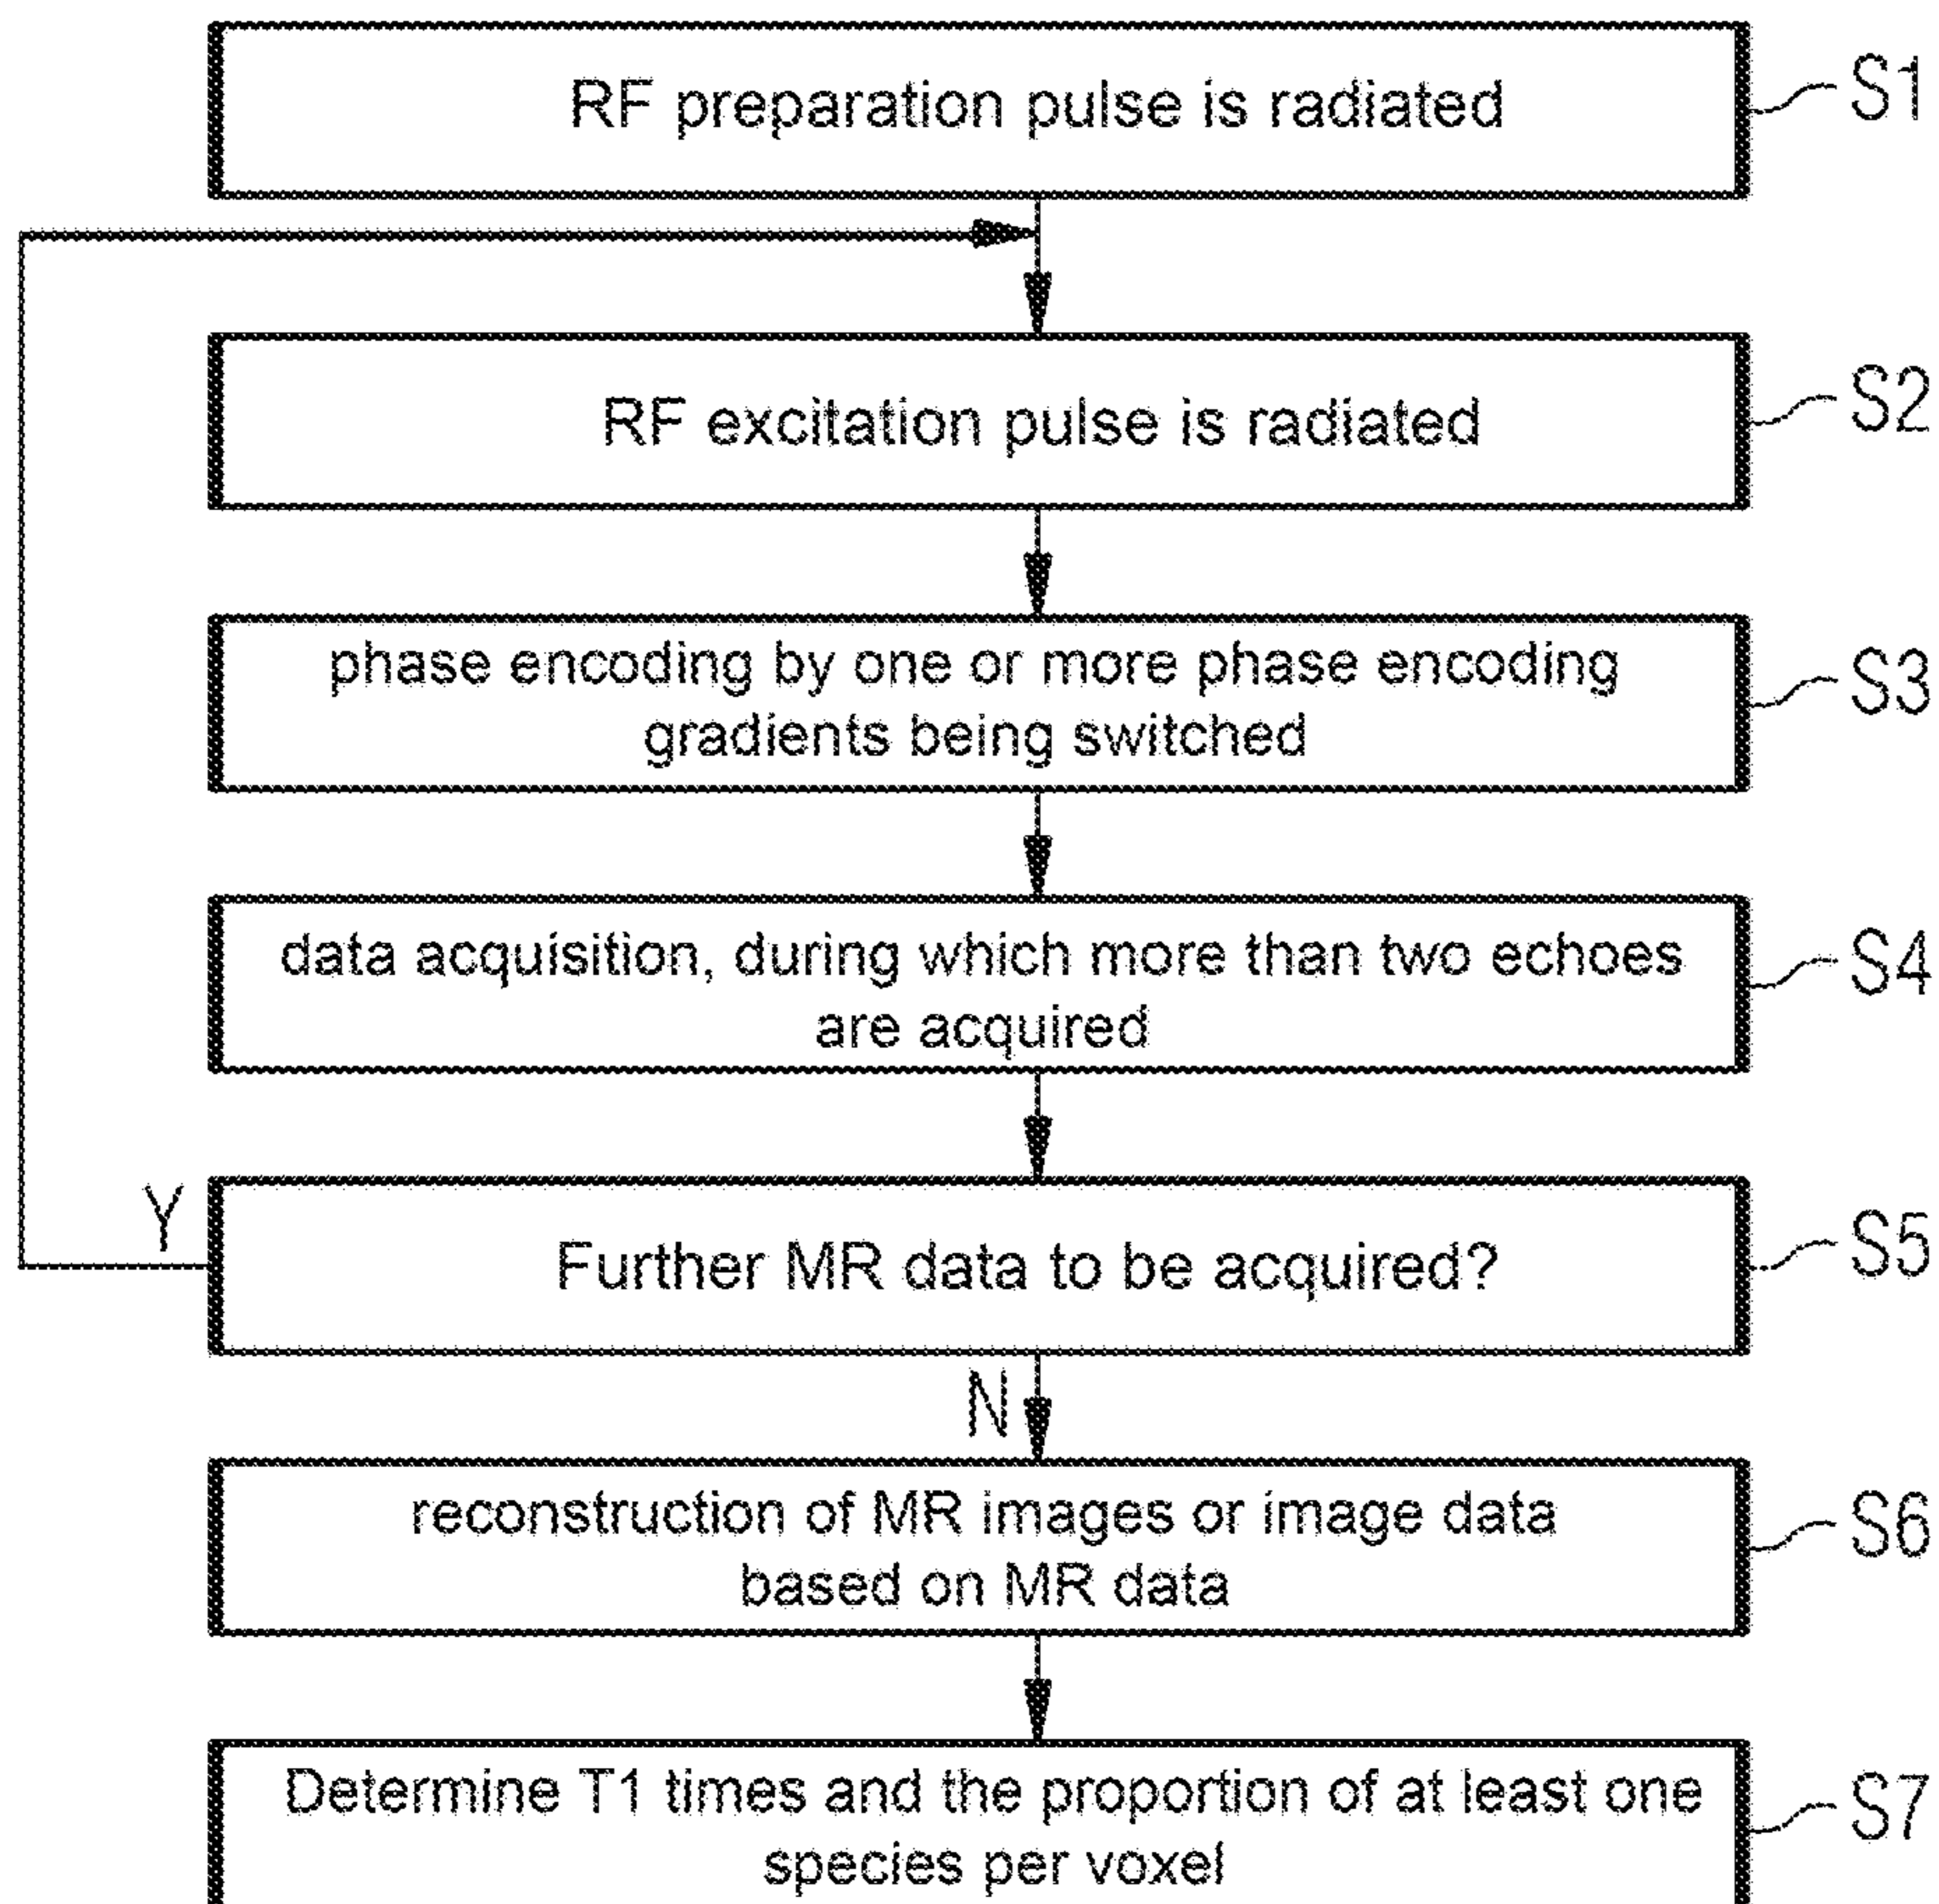 RF preparation pulse is radiated
S1
RF excitation pulse is radiated
S2
phase encoding by one or more phase encoding
gradients being switched
S3
data acquisition, during which more than two echoes
are acquired
S4
Y
Further MR data to be acquired?
S5
N
reconstruction of MR images or image data
based on MR data
S6
Determine T1 times and the proportion of at least one
species per voxel
S7